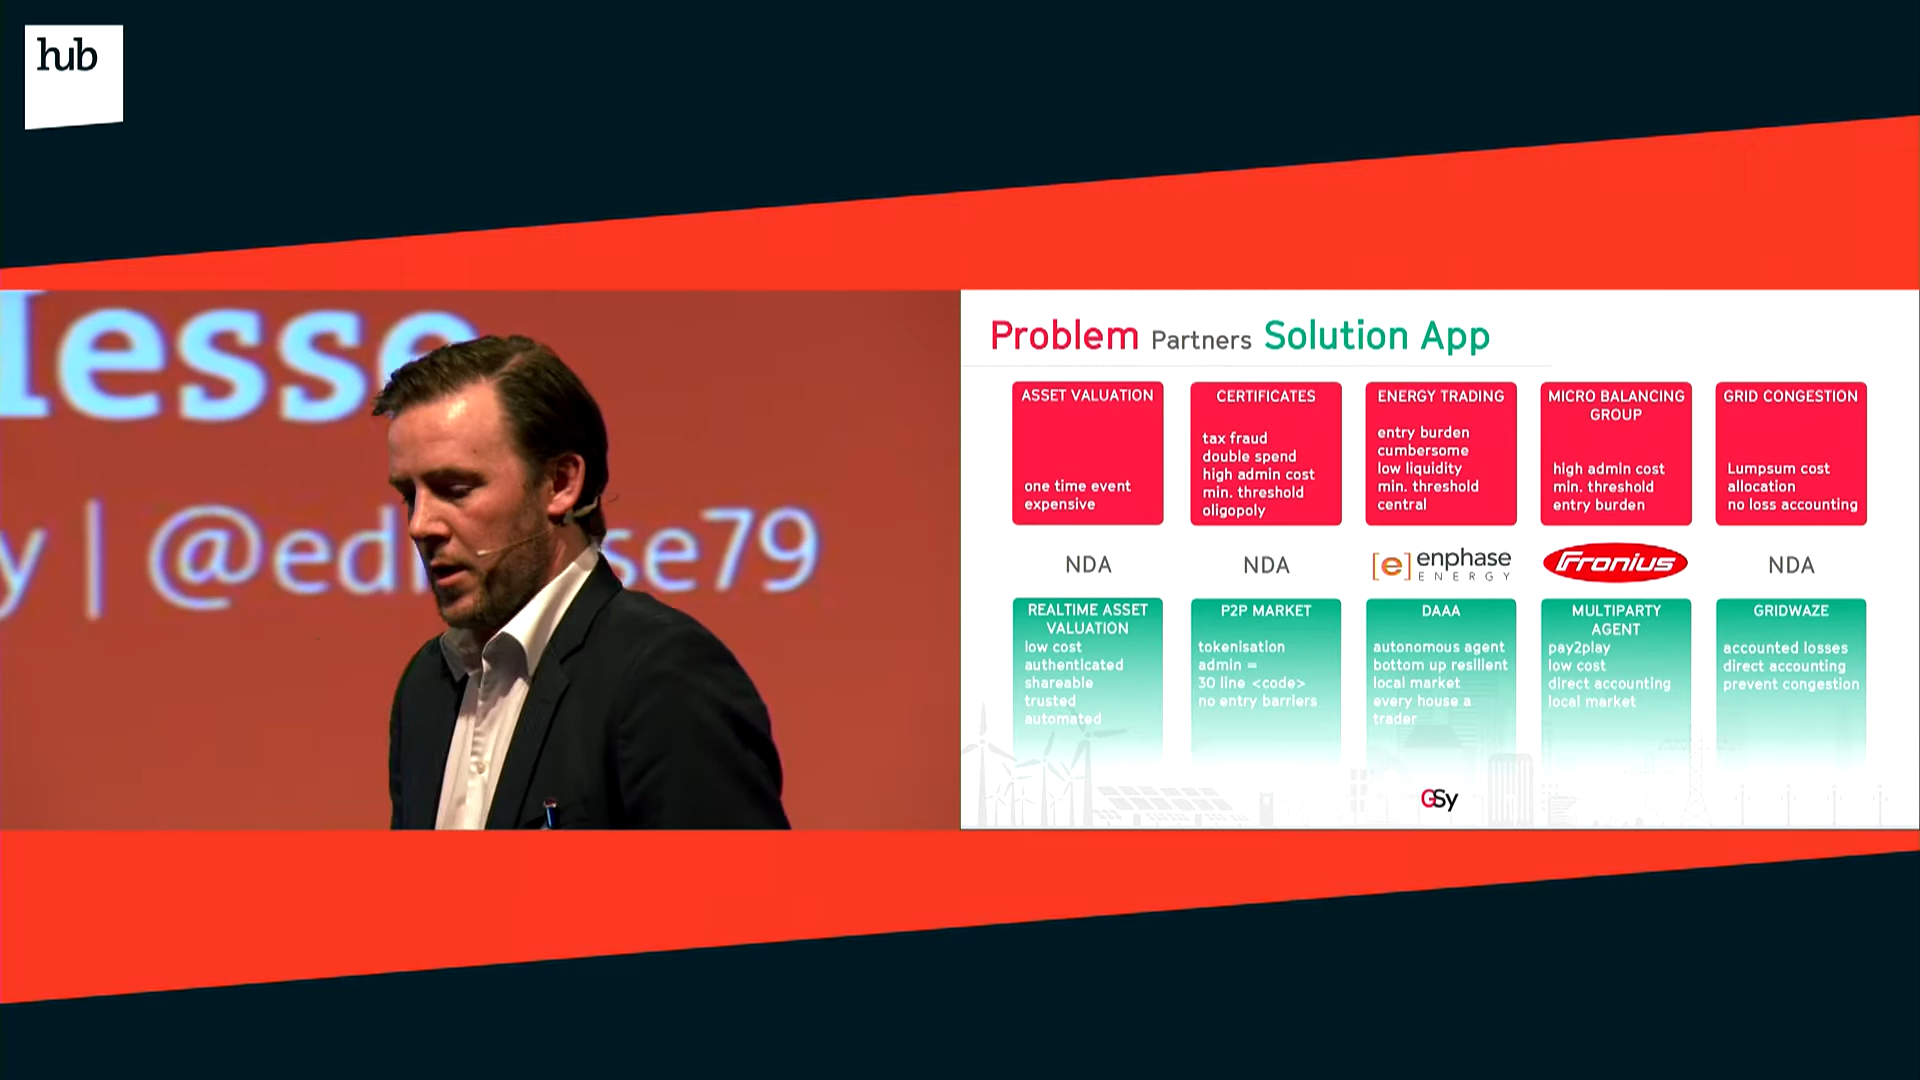 hub
lesse
y | @ed sse79
Problem Partners Solution App
ASSET VALUATION
one time event
expensive
CERTIFICATES
tax fraud
double spend
high admin cost
min. threshold
oligopoly
ENERGY TRADING
entry burden
cumbersome
low liquidity
min. threshold
central
MICRO BALANCING
GROUP
high admin cost
min. threshold
entry burden
GRID CONGESTION
Lumpsum cost
allocation
no loss accounting
NDA
NDA
[e] enphase
ENERGY
Fronius
NDA
REALTIME ASSET
VALUATION
low cost
authenticated
shareable
trusted
automated
P2P MARKET
tokenisation
admin =
30 line <code>
no entry barriers
DAAA
autonomous agent
bottom up resilient
local market
every house a
trader
MULTIPARTY
AGENT
pay2play
low cost
direct accounting
local market
GRIDWAZE
accounted losses
direct accounting
prevent congestion
GSy